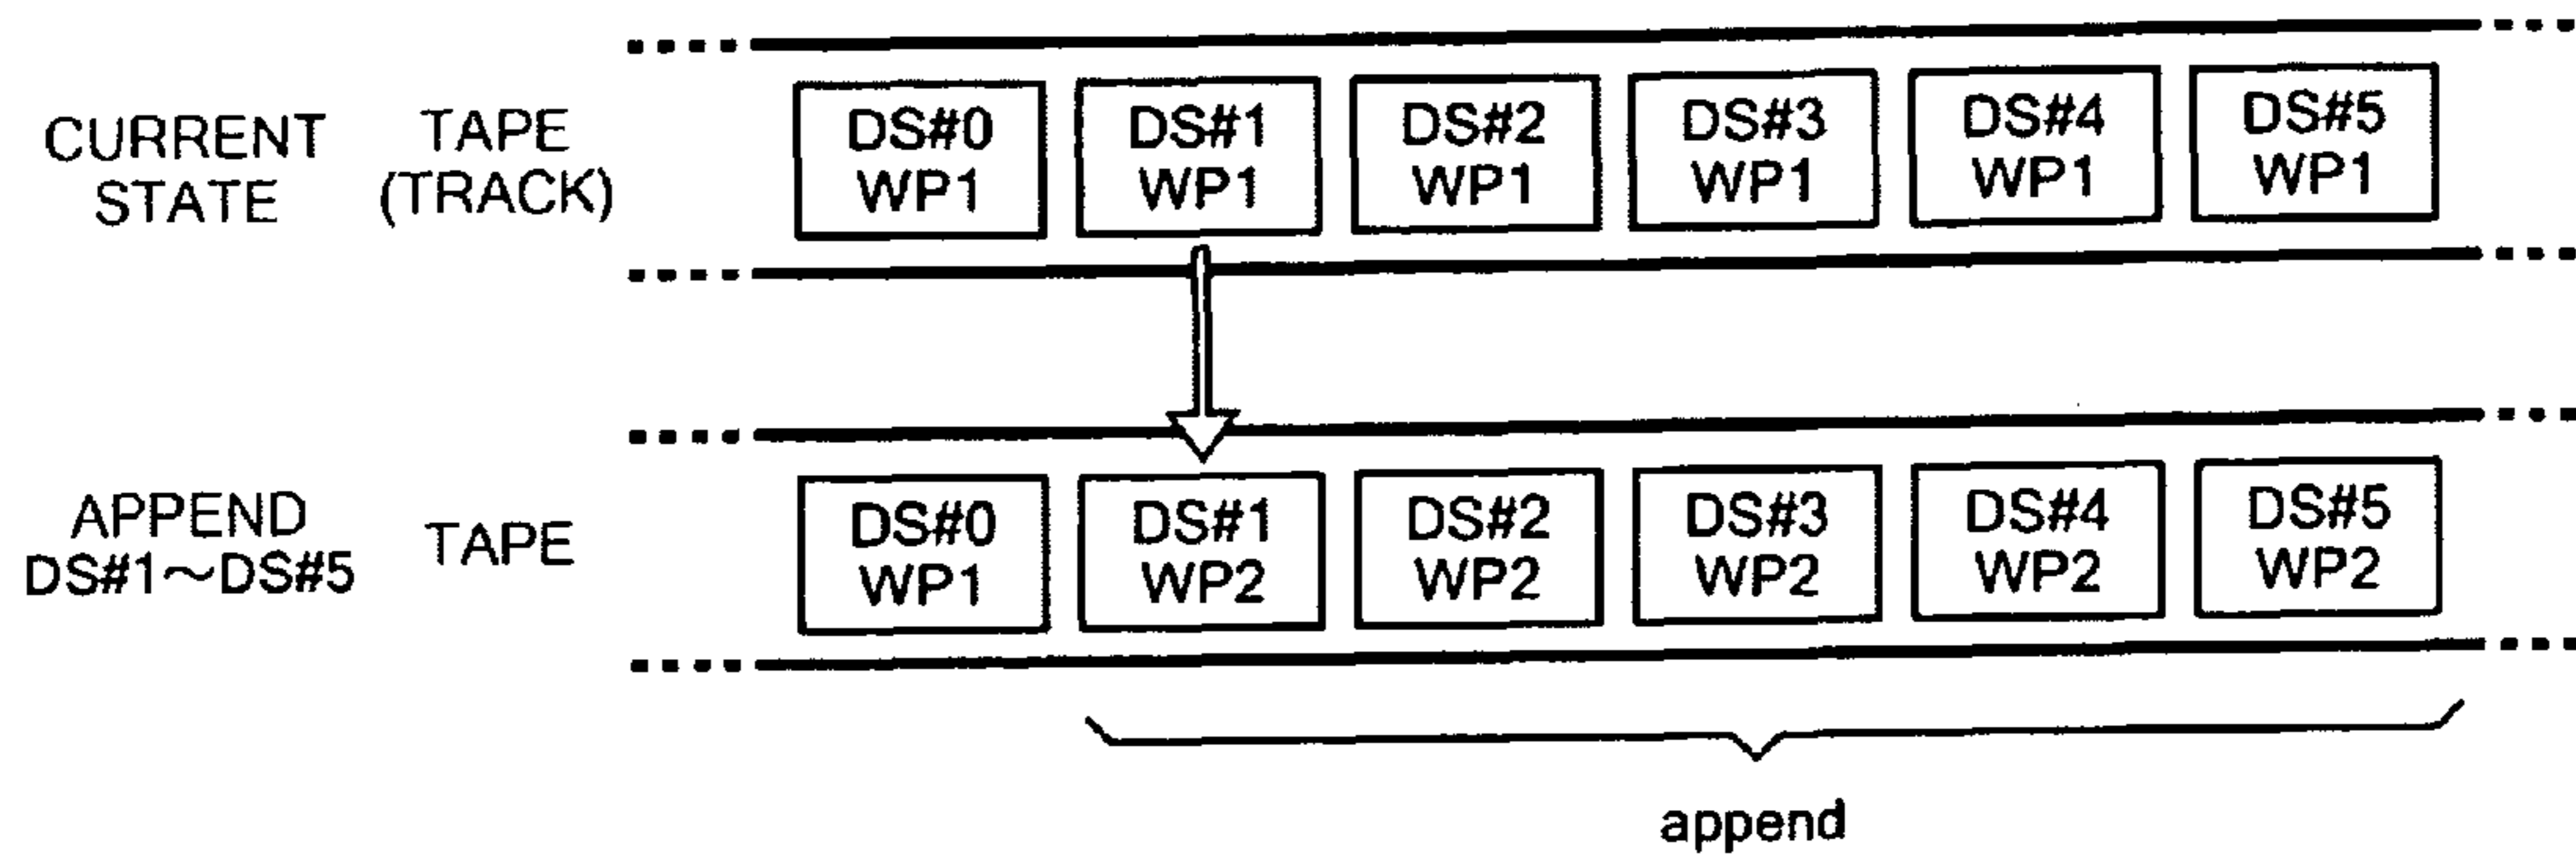 CURRENT STATE
TAPE (TRACK)
DS#0 WP1
DS#1 WP1
DS#2 WP1
DS#3 WP1
DS#4 WP1
DS#5 WP1
APPEND DS#1～DS#5
TAPE
DS#0 WP1
DS#1 WP2
DS#2 WP2
DS#3 WP2
DS#4 WP2
DS#5 WP2
append